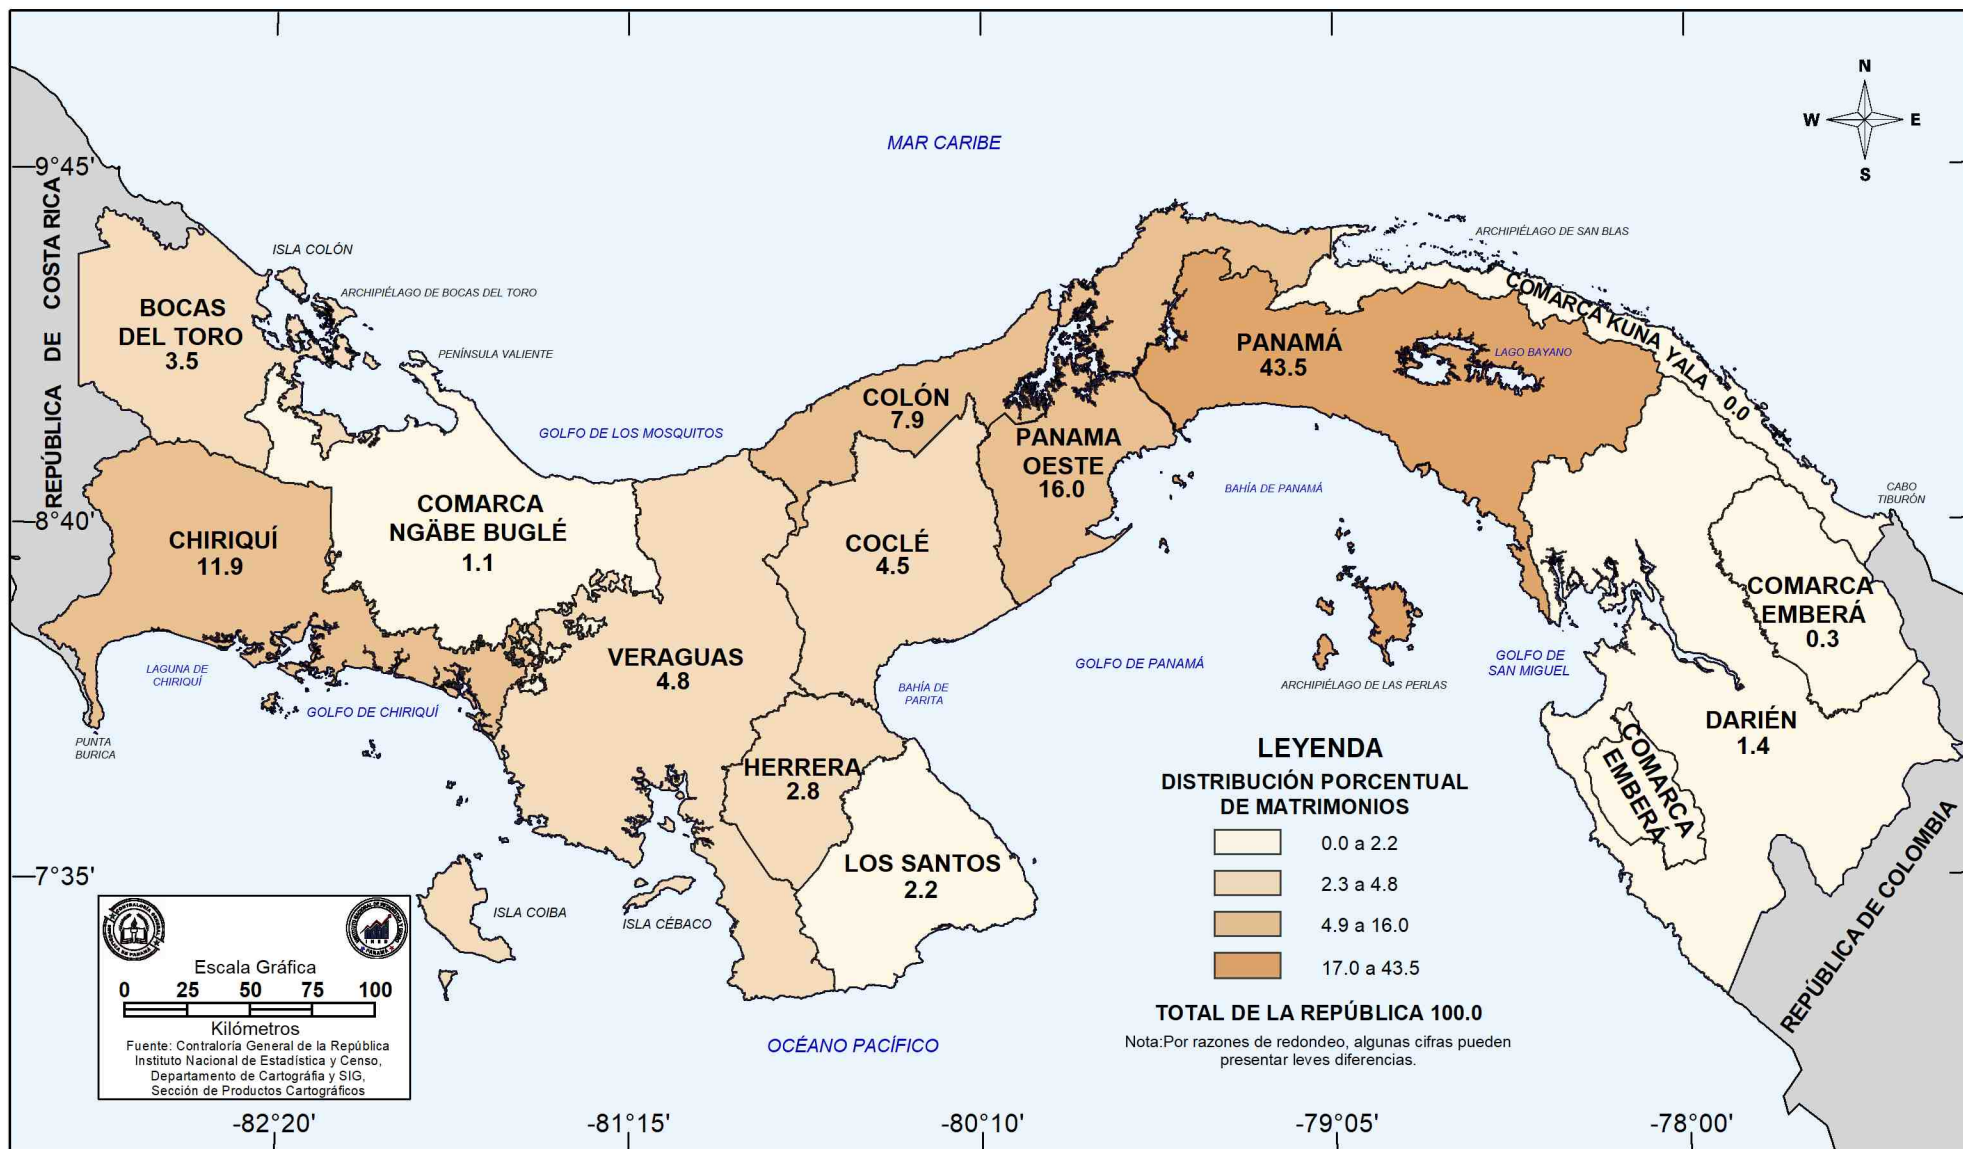 N
W E
S
MAR CARIBE
9°45'
8°40'
7°35'
REPÚBLICA DE COSTA RICA
ISLA COLÓN
ARCHIPIÉLAGO DE BOCAS DEL TORO
BOCAS
DEL TORO
3.5
PENÍNSULA VALIENTE
ARCHIPIÉLAGO DE SAN BLAS
COMARCA KUNA YALA 0.0
PANAMÁ
43.5
LAGO BAYANO
COLÓN
7.9
GOLFO DE LOS MOSQUITOS
PANAMA
OESTE
16.0
BAHÍA DE PANAMÁ
CABO
TIBURÓN
COMARCA
NGÄBE BUGLÉ
1.1
CHIRIQUÍ
11.9
COCLÉ
4.5
COMARCA
EMBERÁ
0.3
VERAGUAS
4.8
LAGUNA DE
CHIRIQUÍ
GOLFO DE CHIRIQUÍ
PUNTA
BURICA
BAHÍA DE
PARITA
GOLFO DE PANAMÁ
ARCHIPIÉLAGO DE LAS PERLAS
GOLFO DE
SAN MIGUEL
DARIÉN
1.4
COMARCA
EMBERÁ
HERRERA
2.8
LOS SANTOS
2.2
ISLA COIBA
ISLA CÉBACO
REPÚBLICA DE COLOMBIA
LEYENDA
DISTRIBUCIÓN PORCENTUAL
DE MATRIMONIOS
0.0 a 2.2
2.3 a 4.8
4.9 a 16.0
17.0 a 43.5
TOTAL DE LA REPÚBLICA 100.0
Nota:Por razones de redondeo, algunas cifras pueden
presentar leves diferencias.
OCÉANO PACÍFICO
Escala Gráfica
0 25 50 75 100
Kilómetros
Fuente: Contraloría General de la República
Instituto Nacional de Estadística y Censo,
Departamento de Cartográfia y SIG,
Sección de Productos Cartográficos
-82°20' -81°15' -80°10' -79°05' -78°00'